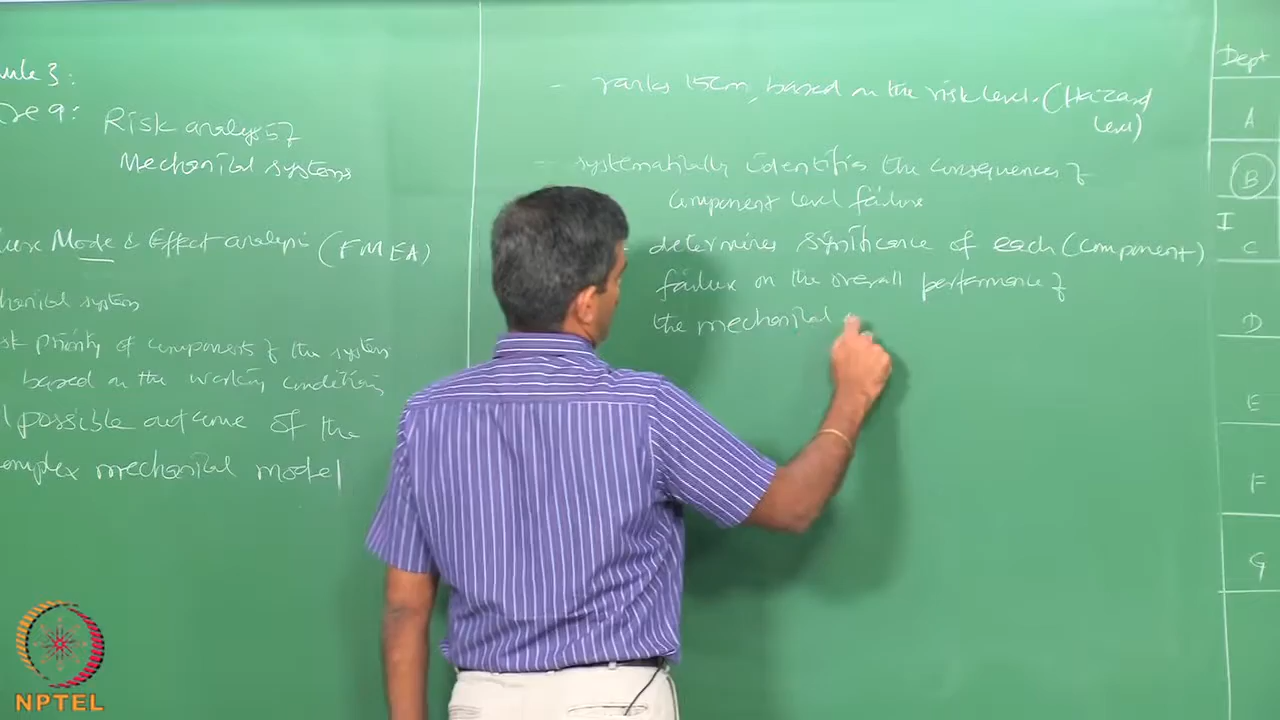 ule 3:
re 9:
Risk analysis of
Mechanical systems
lure Mode & Effect analysis (FMEA)
chanical system
sk priority of components of the system
based on the working conditions
l possible outcome of the
omplex mechanical model
- ranks based on the risk level. (Hazard
level)
- systematically identifies the consequences of
component level failure
determines significance of each (component)
failure on the overall performance of
the mechanical
Dept
A
B
I
C
D
E
F
G
NPTEL